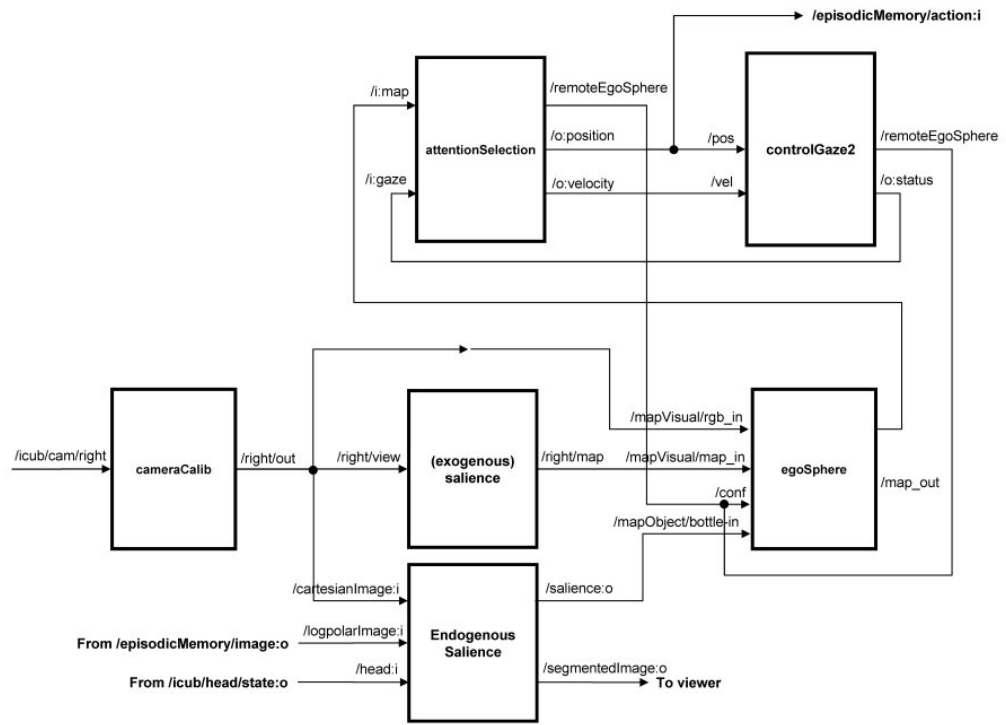 /episodicMemory/action:i
/i:map
/remoteEgoSphere
attentionSelection
/o:position
/pos
controlGaze2
/remoteEgoSphere
/i:gaze
/o:velocity
/vel
/o:status
/icub/cam/right
cameraCalib
/right/out
/right/view
(exogenous)
salience
/right/map
/mapVisual/rgb_in
/mapVisual/map_in
egoSphere
/conf
/map_out
/mapObject/bottle-in
/cartesianImage:i
/salience:o
From /episodicMemory/image:o
/logpolarImage:i
Endogenous
Salience
From /icub/head/state:o
/head:i
/segmentedImage:o
To viewer